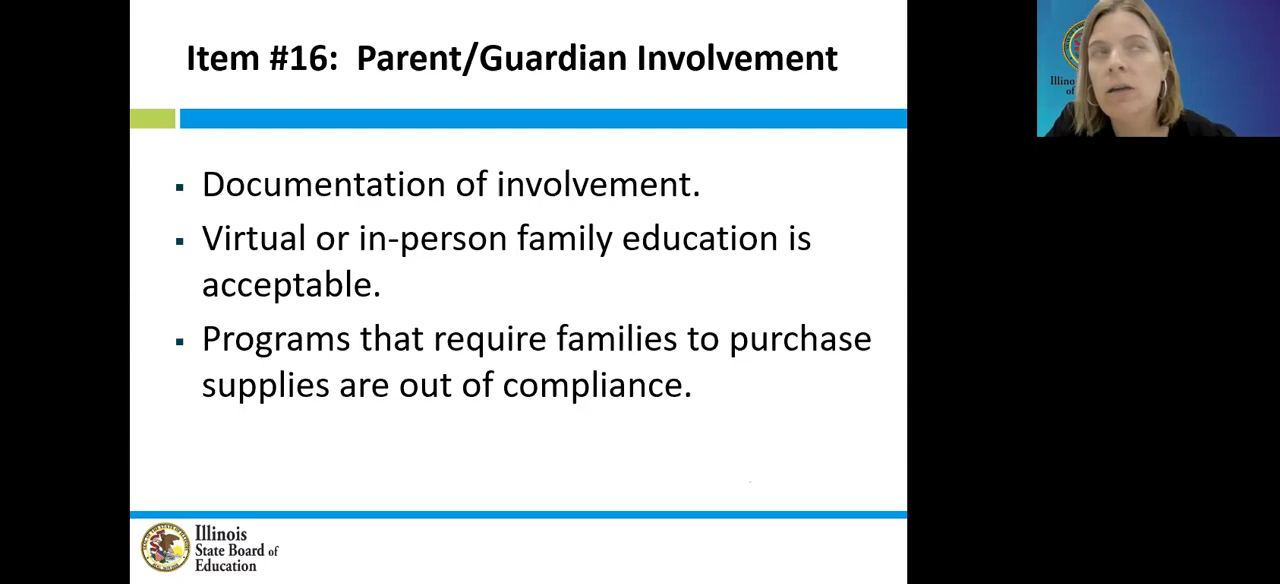 Item #16: Parent/Guardian Involvement
Documentation of involvement.
Virtual or in-person family education is
acceptable.
Programs that require families to purchase
supplies are out of compliance.
Illinois
State Board of
Education